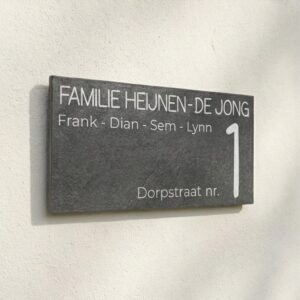 FAMILIE HEIJNEN-DE JONG
Frank - Dian - Sem - Lynn
Dorpstraat nr. 1